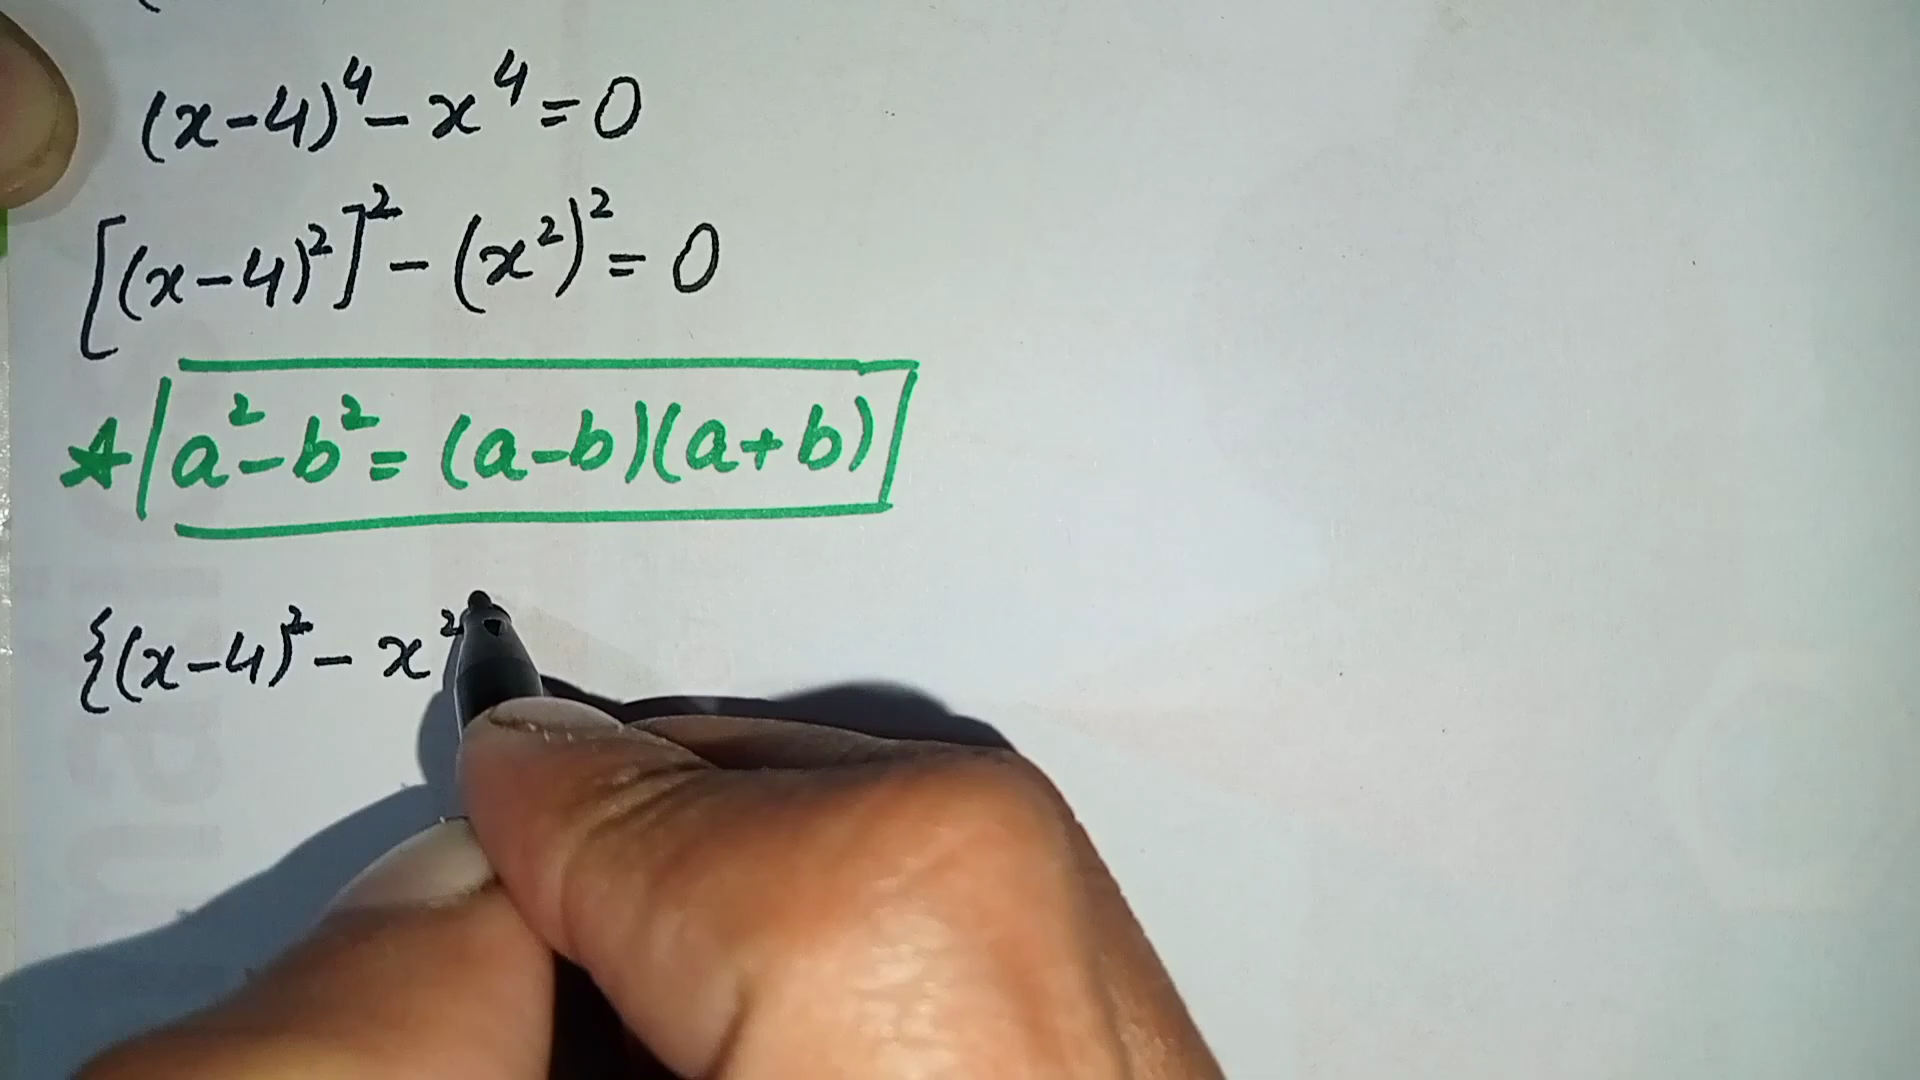 (x-4)⁴-x⁴=0
[(x-4)²]²-(x²)²=0
☆ a²-b²=(a-b)(a+b)
{(x-4)²-x²